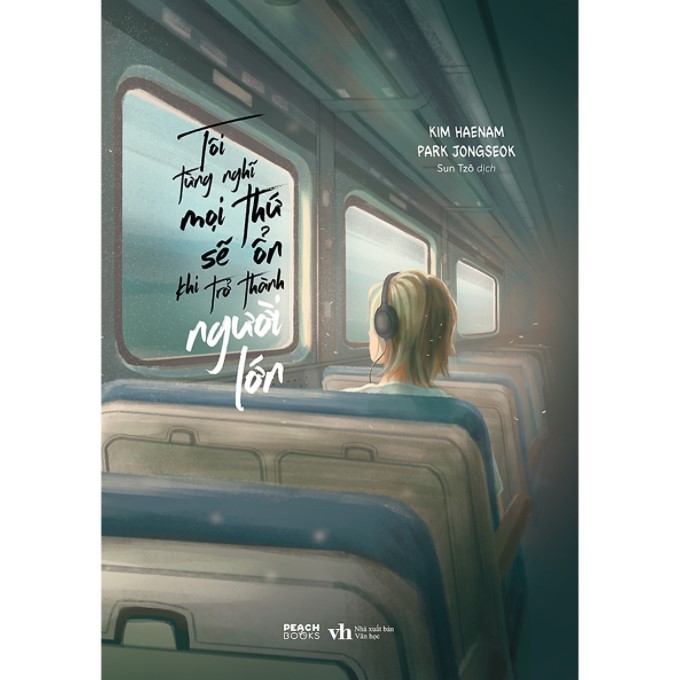 Tôi
từng nghĩ
mọi thứ
sẽ ổn
khi trở thành
người
lớn
KIM HAENAM
PARK JONGSEOK
Sun Tzô dịch
PEACH
BOOKS
vh
Nhà xuất bản
Văn học